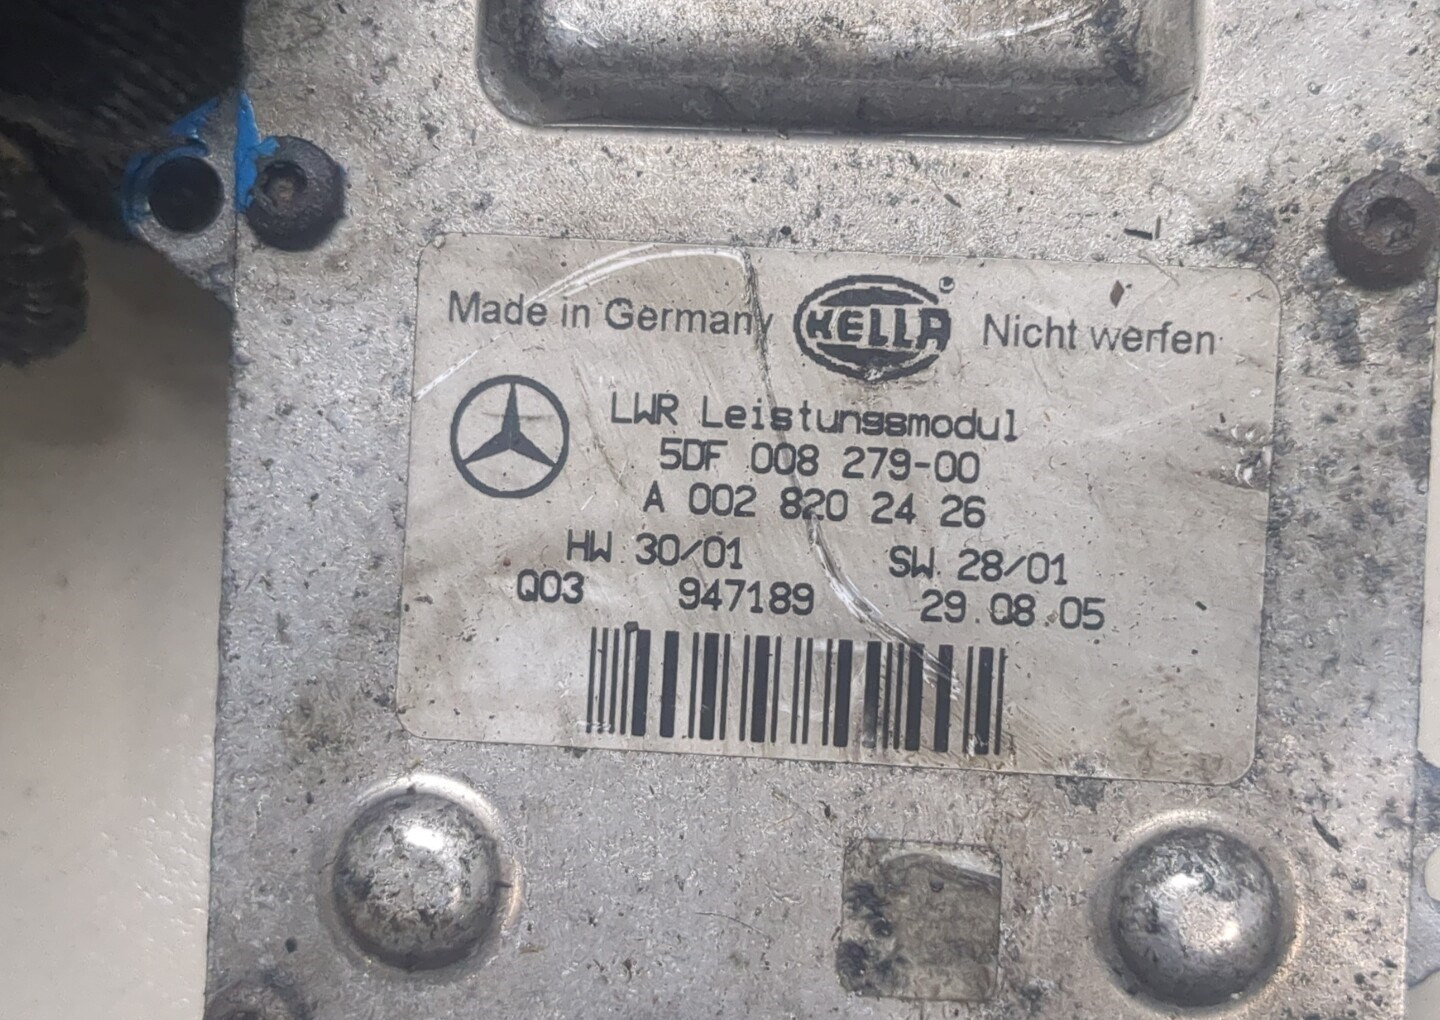 Made in Germany HELLA Nicht werfen
LWR Leistungsmodul
5DF 008 279-00
A 002 820 24 26
HW 30/01 SW 28/01
Q03 947189 29.08.05